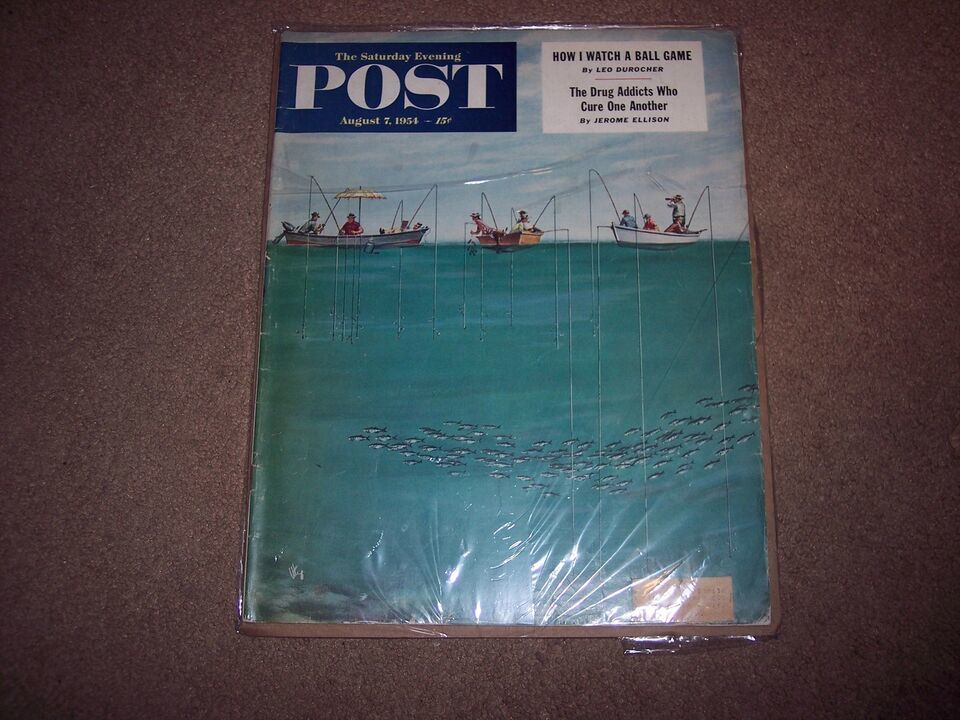 The Saturday Evening
POST
August 7, 1954 – 15¢
HOW I WATCH A BALL GAME
By LEO DUROCHER
The Drug Addicts Who
Cure One Another
By JEROME ELLISON